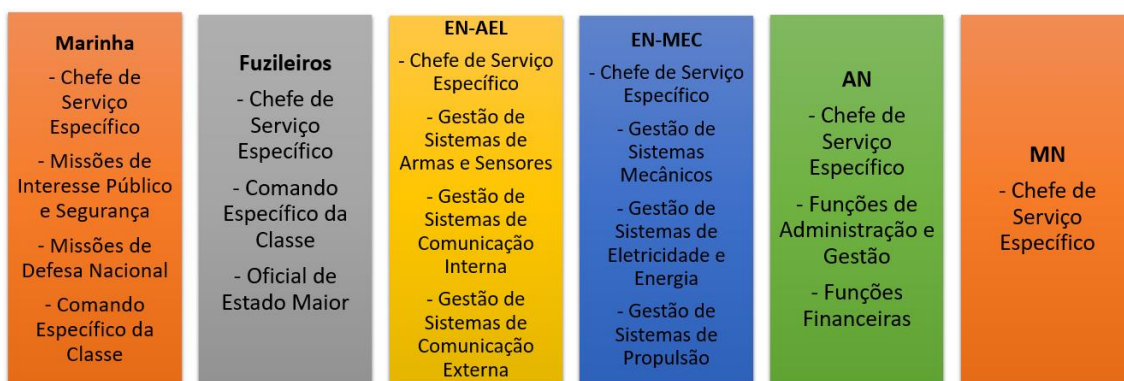 Marinha
- Chefe de
Serviço
Específico
- Missões de
Interesse Público
e Segurança
- Missões de
Defesa Nacional
- Comando
Específico da
Classe
Fuzileiros
- Chefe de
Serviço
Específico
- Comando
Específico da
Classe
- Oficial de
Estado Maior
EN-AEL
- Chefe de Serviço
Específico
- Gestão de
Sistemas de
Armas e Sensores
- Gestão de
Sistemas de
Comunicação
Interna
- Gestão de
Sistemas de
Comunicação
Externa
EN-MEC
- Chefe de Serviço
Específico
- Gestão de
Sistemas
Mecânicos
- Gestão de
Sistemas de
Eletricidade e
Energia
- Gestão de
Sistemas de
Propulsão
AN
- Chefe de
Serviço
Específico
- Funções de
Administração e
Gestão
- Funções
Financeiras
MN
- Chefe de
Serviço
Específico